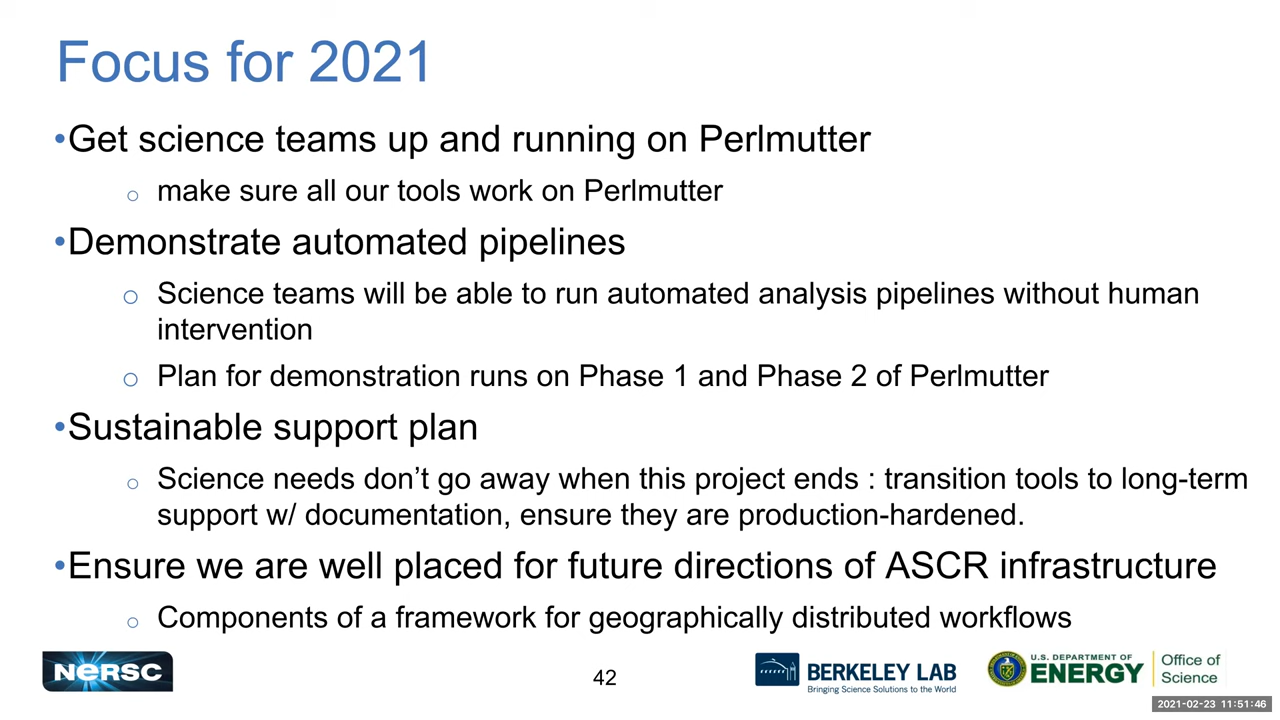 Focus for 2021
•Get science teams up and running on Perlmutter
o make sure all our tools work on Perlmutter
•Demonstrate automated pipelines
o Science teams will be able to run automated analysis pipelines without human
intervention
o Plan for demonstration runs on Phase 1 and Phase 2 of Perlmutter
•Sustainable support plan
o Science needs don’t go away when this project ends : transition tools to long-term
support w/ documentation, ensure they are production-hardened.
•Ensure we are well placed for future directions of ASCR infrastructure
o Components of a framework for geographically distributed workflows
NERSC
42
BERKELEY LAB
Bringing Science Solutions to the World
U.S. DEPARTMENT OF
ENERGY
Office of
Science
2021-02-23 11:51:46